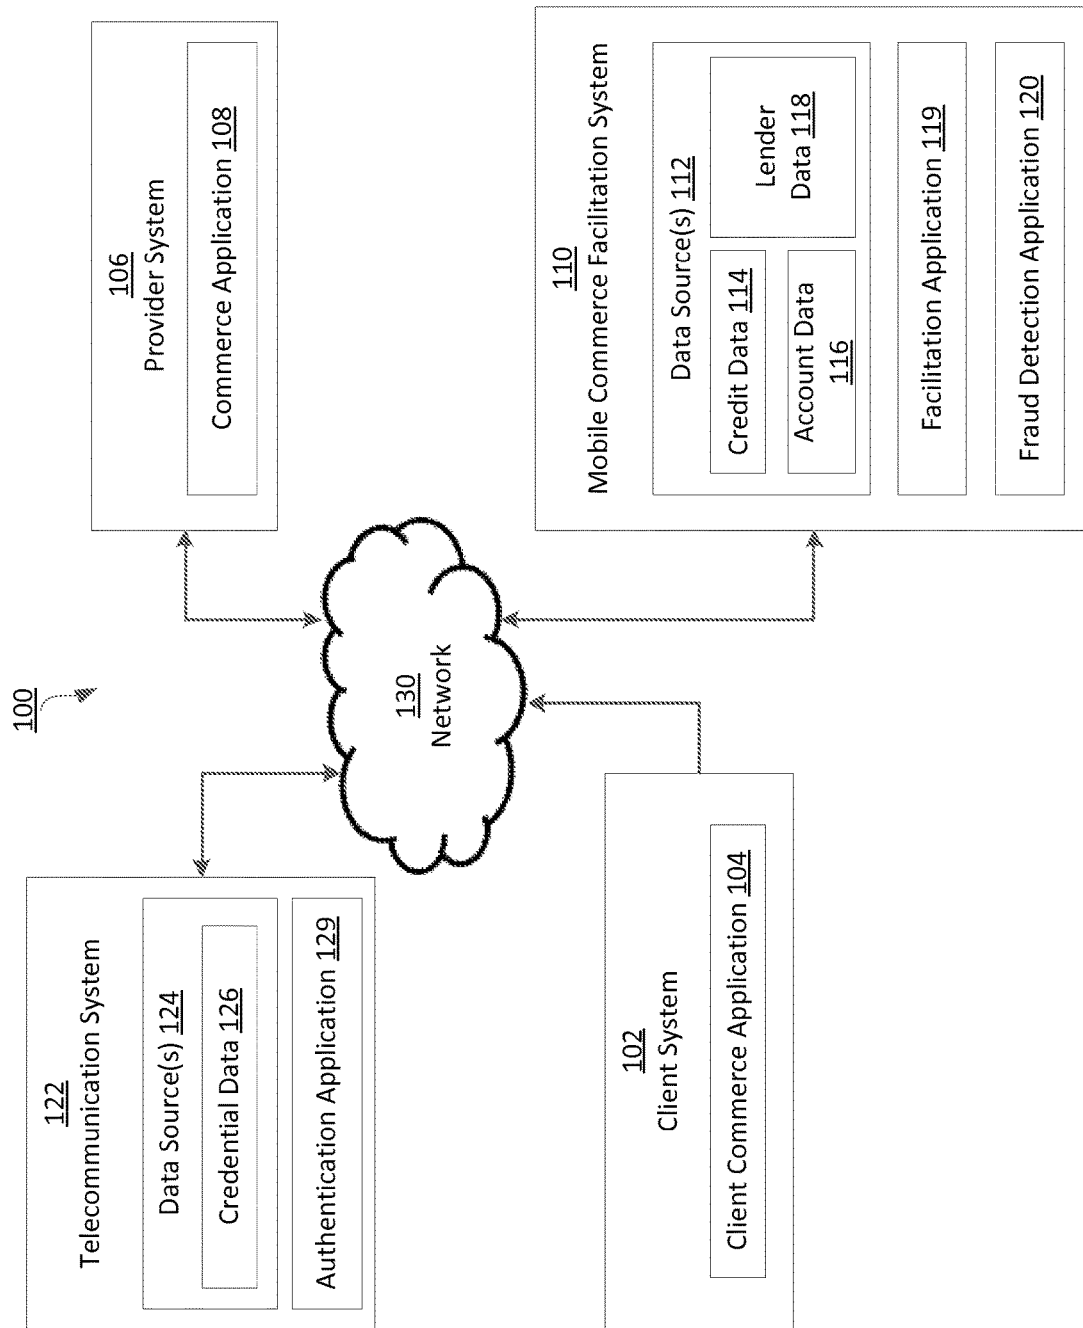 100
122
Telecommunication System
Data Source(s) 124
Credential Data 126
Authentication Application 129
106
Provider System
Commerce Application 108
130
Network
102
Client System
Client Commerce Application 104
110
Mobile Commerce Facilitation System
Data Source(s) 112
Credit Data 114
Account Data
116
Lender
Data 118
Facilitation Application 119
Fraud Detection Application 120